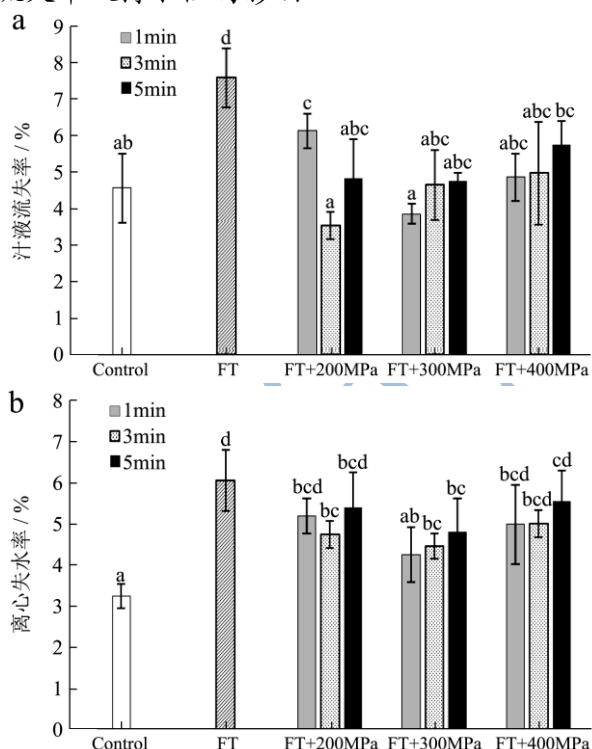 a
汁液流失率 / %
9
8
7
6
5
4
3
2
1
0
1min
3min
5min
ab
d
c
a
abc
a
abc
abc
abc
abc
bc
Control FT FT+200MPa FT+300MPa FT+400MPa
b
离心失水率 / %
8
7
6
5
4
3
2
1
0
1min
3min
5min
a
d
bcd
bc
bcd
ab
bc
bc
bcd
bcd
cd
Control FT FT+200MPa FT+300MPa FT+400MPa